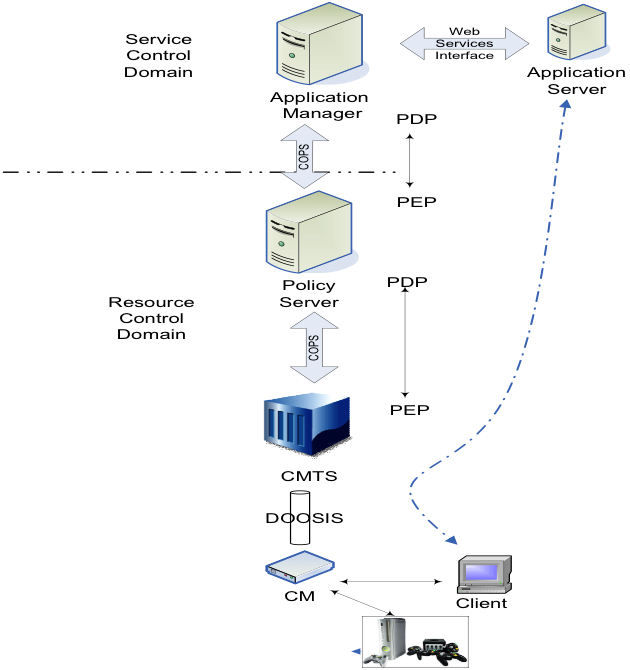 Service
Control
Domain
Web
Services
Interface
Application
Manager
Application
Server
PDP
COPS
PEP
Policy
Server
PDP
Resource
Control
Domain
COPS
PEP
CMTS
DOOSIS
CM
Client